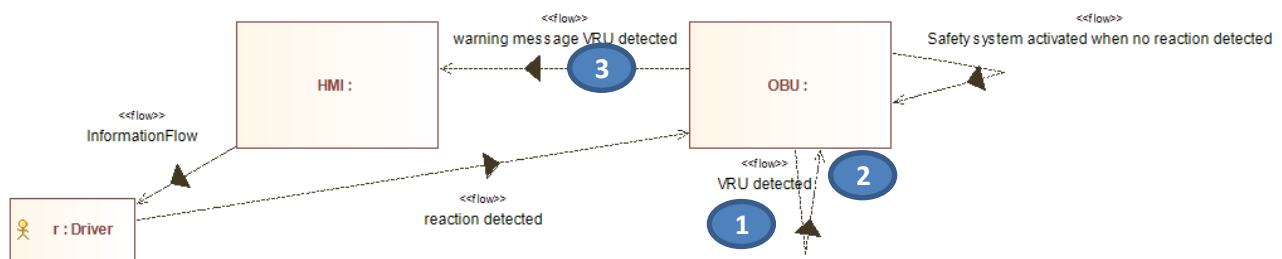 <<flow>>
warning message VRU detected
<<flow>>
Safety system activated when no reaction detected
3
HMI :
OBU :
<<flow>>
InformationFlow
<<flow>>
VRU detected
2
<<flow>>
reaction detected
1
r : Driver